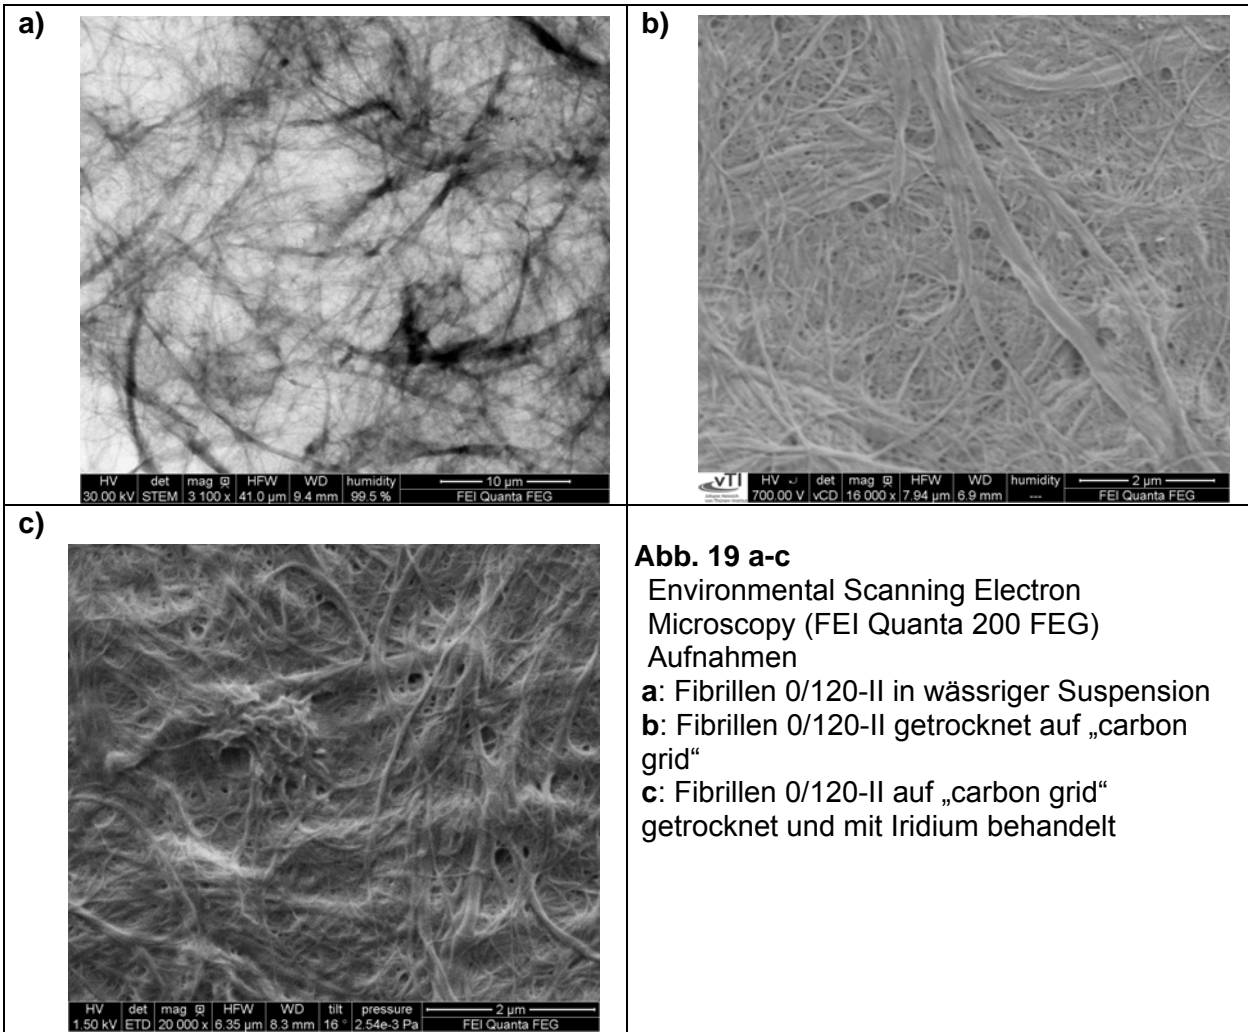 a)
HV det mag HFW WD humidity 10 µm
30.00 kV STEM 3 100 x 41.0 µm 9.4 mm 99.5 % FEI Quanta FEG
b)
vTI
HV det mag HFW WD humidity 2 µm
700.00 V vCD 16 000 x 7.94 µm 6.9 mm --- FEI Quanta FEG
c)
HV det mag HFW WD tilt pressure 2 µm
1.50 kV ETD 20 000 x 6.35 µm 8.3 mm 16 ° 2.54e-3 Pa FEI Quanta FEG
Abb. 19 a-c
Environmental Scanning Electron
Microscopy (FEI Quanta 200 FEG)
Aufnahmen
a: Fibrillen 0/120-II in wässriger Suspension
b: Fibrillen 0/120-II getrocknet auf „carbon
grid“
c: Fibrillen 0/120-II auf „carbon grid“
getrocknet und mit Iridium behandelt